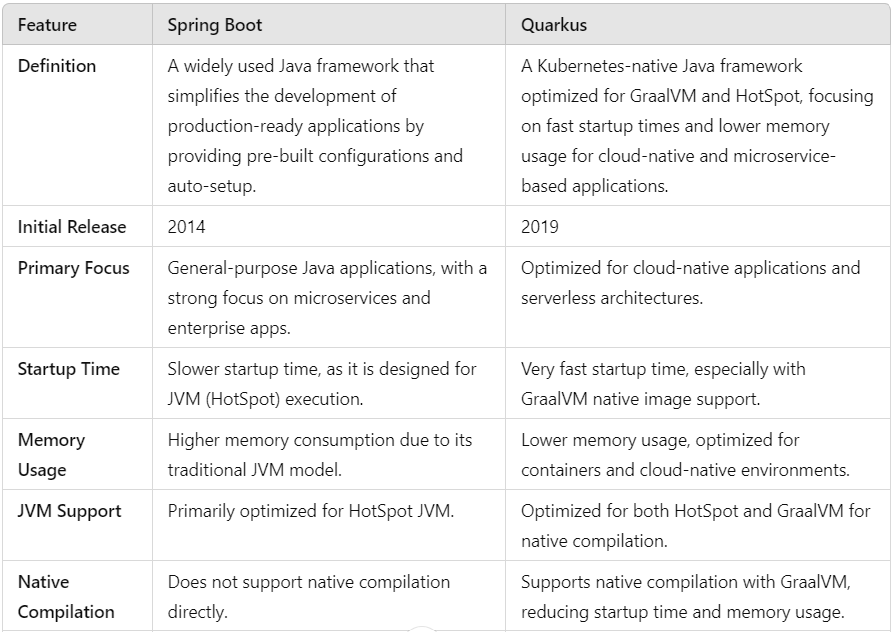 Feature Spring Boot Quarkus
Definition A widely used Java framework that A Kubernetes-native Java framework
simplifies the development of optimized for GraalVM and HotSpot, focusing
production-ready applications by on fast startup times and lower memory
providing pre-built configurations and usage for cloud-native and microservice-
auto-setup. based applications.
Initial Release 2014 2019
Primary Focus General-purpose Java applications, with a Optimized for cloud-native applications and
strong focus on microservices and serverless architectures.
enterprise apps.
Startup Time Slower startup time, as it is designed for Very fast startup time, especially with
JVM (HotSpot) execution. GraalVM native image support.
Memory Higher memory consumption due to its Lower memory usage, optimized for
Usage traditional JVM model. containers and cloud-native environments.
JVM Support Primarily optimized for HotSpot JVM. Optimized for both HotSpot and GraalVM for
native compilation.
Native Does not support native compilation Supports native compilation with GraalVM,
Compilation directly. reducing startup time and memory usage.